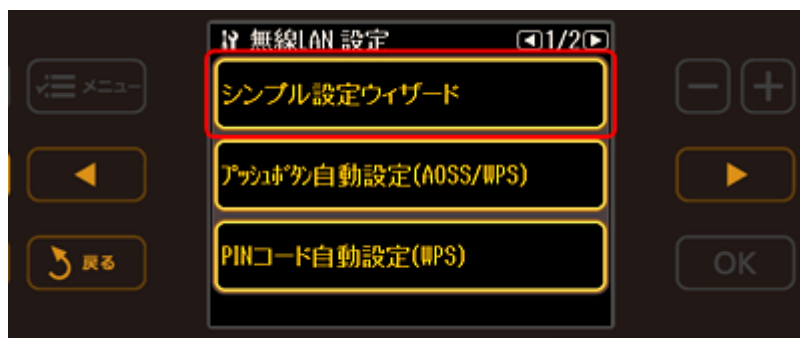 無線LAN 設定 ◀1/2▶
メニュー
シンプル設定ウィザード
プッシュボタン自動設定(AOSS/WPS)
戻る
PINコード自動設定(WPS)
OK